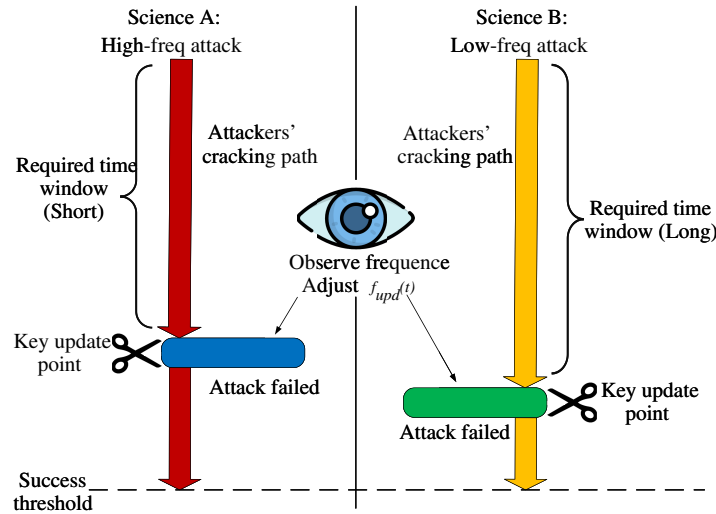 Science A:
High-freq attack
Science B:
Low-freq attack
Attackers'
cracking path
Attackers'
cracking path
Required time
window
(Short)
Required time
window (Long)
Observe frequence
Adjust f_upd(t)
Key update
point
Attack failed
Key update
point
Attack failed
Success
threshold